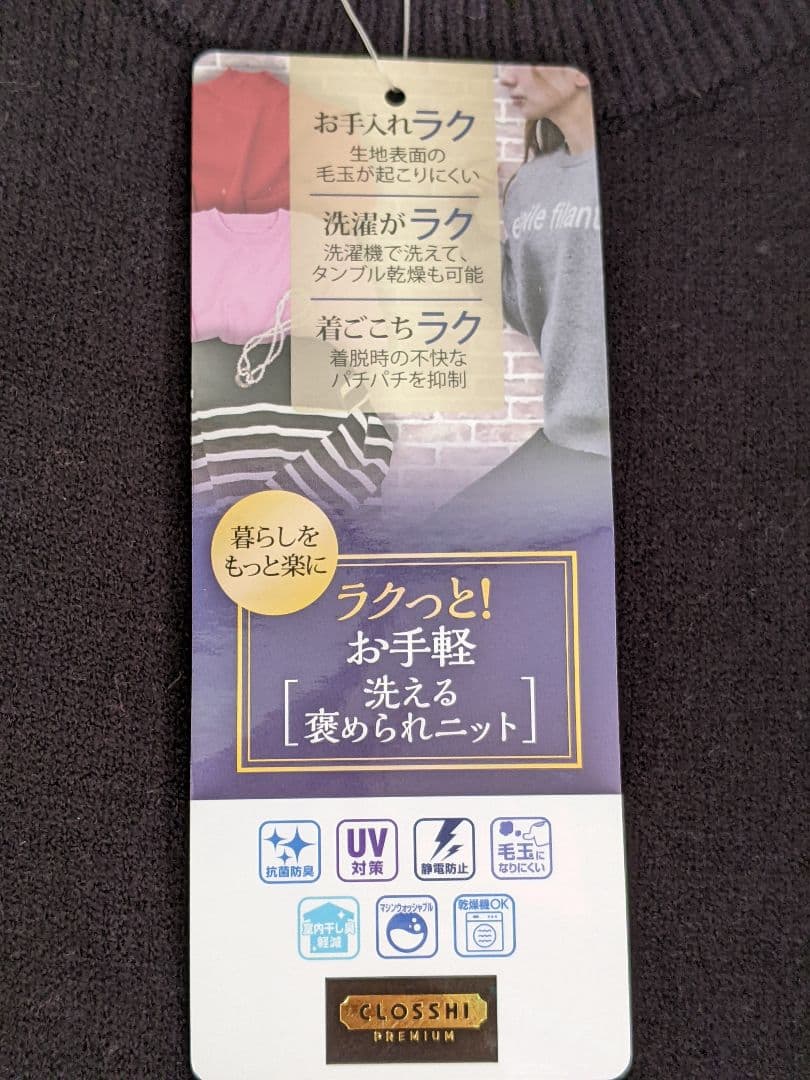 お手入れラク
生地表面の
毛玉が起こりにくい
洗濯がラク
洗濯機で洗えて、
タンブル乾燥も可能
着ごこちラク
着脱時の不快な
パチパチを抑制
暮らしを
もっと楽に
ラクっと!
お手軽
[洗える
褒められニット]
抗菌防臭
UV
対策
静電防止
毛玉に
なりにくい
室内干し臭
軽減
マシンウォッシャブル
乾燥機OK
CLOSSHI
PREMIUM